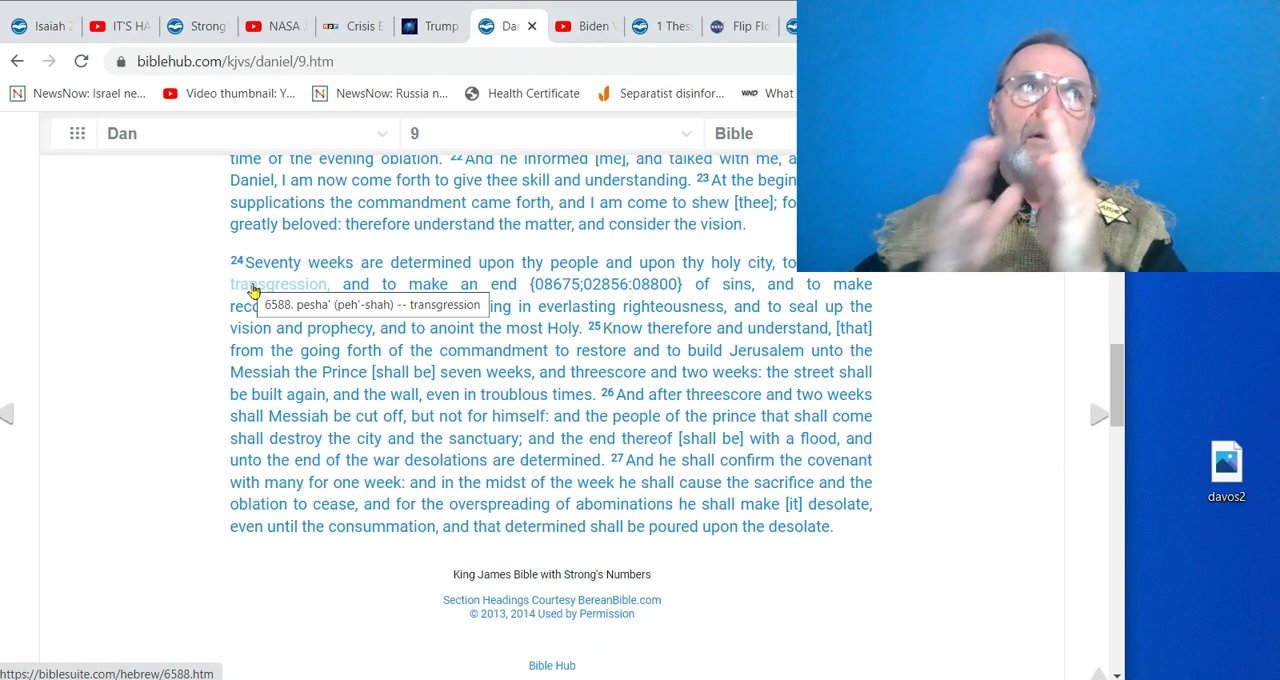 Isaiah 2
IT'S HA
Strong
NASA
Crisis E
Trump
Da
Biden
1 Thes
Flip Flo
biblehub.com/kjvs/daniel/9.htm
NewsNow: Israel ne...
Video thumbnail: Y...
NewsNow: Russia n...
Health Certificate
Separatist disinfor...
WND What
Dan 9 Bible
time of the evening oblation. 22And he informed [me], and talked with me, a
Daniel, I am now come forth to give thee skill and understanding. 23At the begin
supplications the commandment came forth, and I am come to shew [thee]; fo
greatly beloved: therefore understand the matter, and consider the vision.
24Seventy weeks are determined upon thy people and upon thy holy city, to
transgression, and to make an end {08675;02856:08800} of sins, and to make
6588. pesha' (peh'-shah) -- transgression
reco ing in everlasting righteousness, and to seal up the
vision and prophecy, and to anoint the most Holy. 25Know therefore and understand, [that]
from the going forth of the commandment to restore and to build Jerusalem unto the
Messiah the Prince [shall be] seven weeks, and threescore and two weeks: the street shall
be built again, and the wall, even in troublous times. 26And after threescore and two weeks
shall Messiah be cut off, but not for himself: and the people of the prince that shall come
shall destroy the city and the sanctuary; and the end thereof [shall be] with a flood, and
unto the end of the war desolations are determined. 27And he shall confirm the covenant
with many for one week: and in the midst of the week he shall cause the sacrifice and the
oblation to cease, and for the overspreading of abominations he shall make [it] desolate,
even until the consummation, and that determined shall be poured upon the desolate.
King James Bible with Strong's Numbers
Section Headings Courtesy BereanBible.com
© 2013, 2014 Used by Permission
Bible Hub
davos2
https://biblesuite.com/hebrew/6588.htm